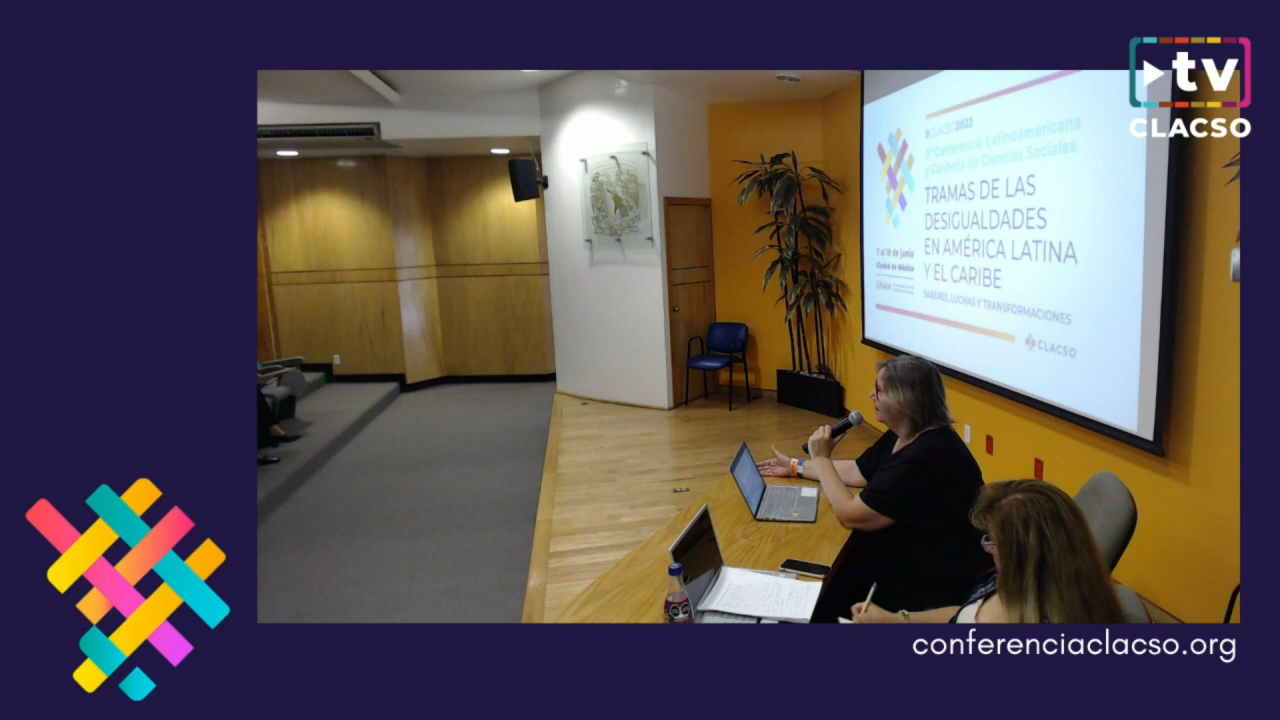 tv
CLACSO
#CLACSO2022
9ª Conferencia Latinoamericana
y Caribeña de Ciencias Sociales
TRAMAS DE LAS
DESIGUALDADES
EN AMÉRICA LATINA
Y EL CARIBE
SABERES, LUCHAS Y TRANSFORMACIONES
7 al 10 de junio
Ciudad de México
UNAM
CLACSO
conferenciaclacso.org